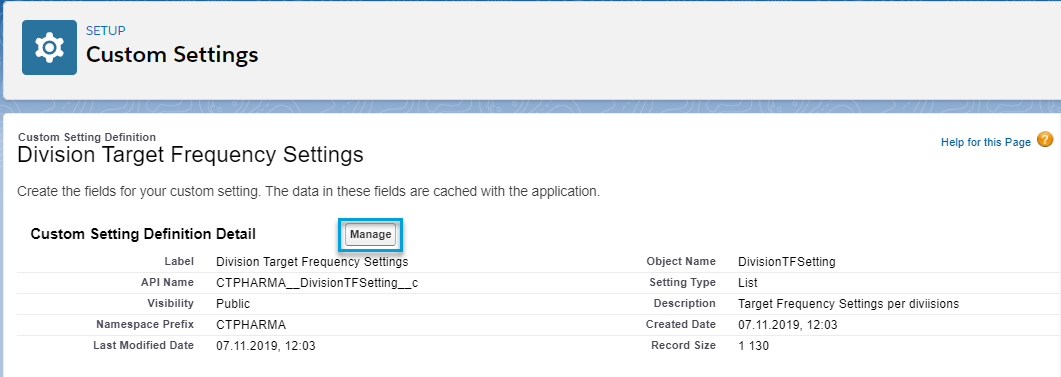 SETUP
Custom Settings
Custom Setting Definition
Division Target Frequency Settings
Help for this Page ?
Create the fields for your custom setting. The data in these fields are cached with the application.
Custom Setting Definition Detail Manage
Label Division Target Frequency Settings Object Name DivisionTFSetting
API Name CTPHARMA__DivisionTFSetting__c Setting Type List
Visibility Public Description Target Frequency Settings per diviisions
Namespace Prefix CTPHARMA Created Date 07.11.2019, 12:03
Last Modified Date 07.11.2019, 12:03 Record Size 1 130